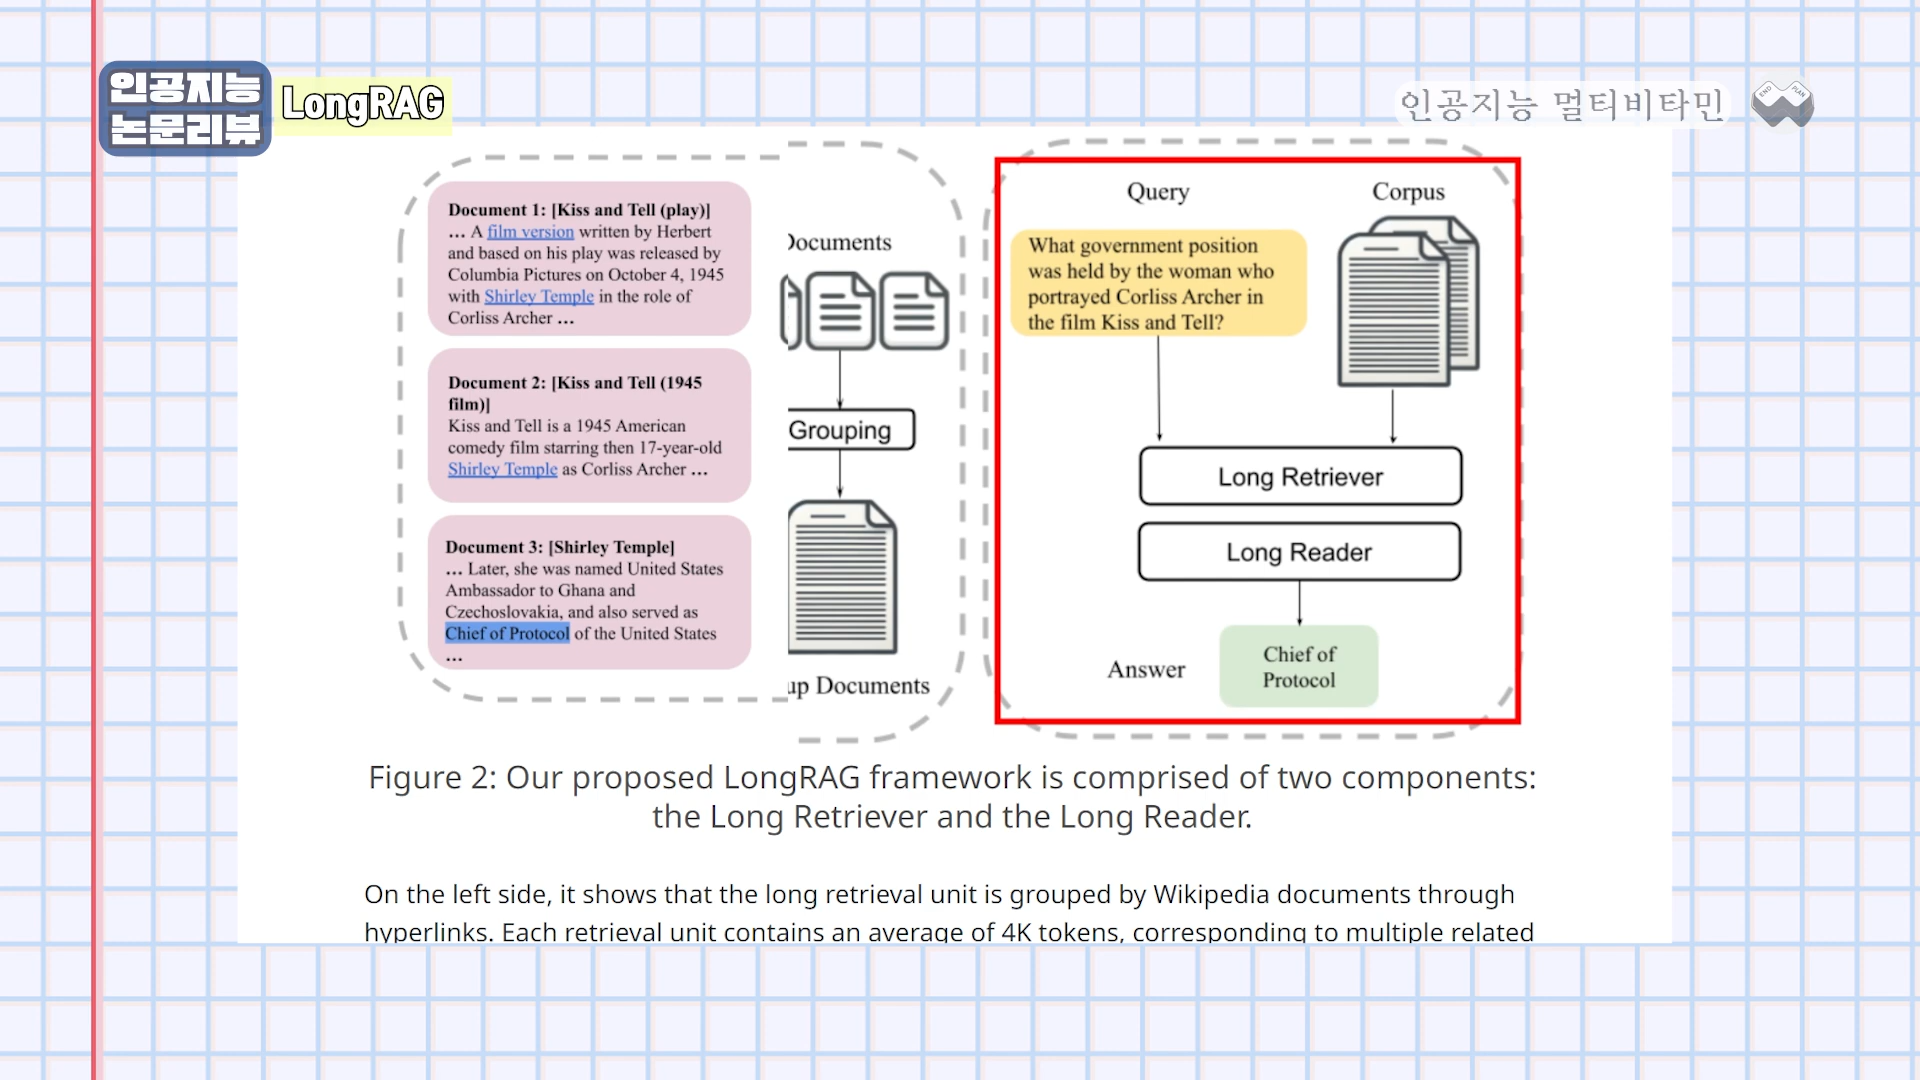 인공지능
논문리뷰
LongRAG
인공지능 멀티비타민
END PLAN
Document 1: [Kiss and Tell (play)]
... A film version written by Herbert
and based on his play was released by
Columbia Pictures on October 4, 1945
with Shirley Temple in the role of
Corliss Archer ...
Document 2: [Kiss and Tell (1945
film)]
Kiss and Tell is a 1945 American
comedy film starring then 17-year-old
Shirley Temple as Corliss Archer ...
Document 3: [Shirley Temple]
... Later, she was named United States
Ambassador to Ghana and
Czechoslovakia, and also served as
Chief of Protocol of the United States
...
Documents
Grouping
up Documents
Query
Corpus
What government position
was held by the woman who
portrayed Corliss Archer in
the film Kiss and Tell?
Long Retriever
Long Reader
Answer
Chief of
Protocol
Figure 2: Our proposed LongRAG framework is comprised of two components:
the Long Retriever and the Long Reader.
On the left side, it shows that the long retrieval unit is grouped by Wikipedia documents through
hyperlinks. Each retrieval unit contains an average of 4K tokens, corresponding to multiple related